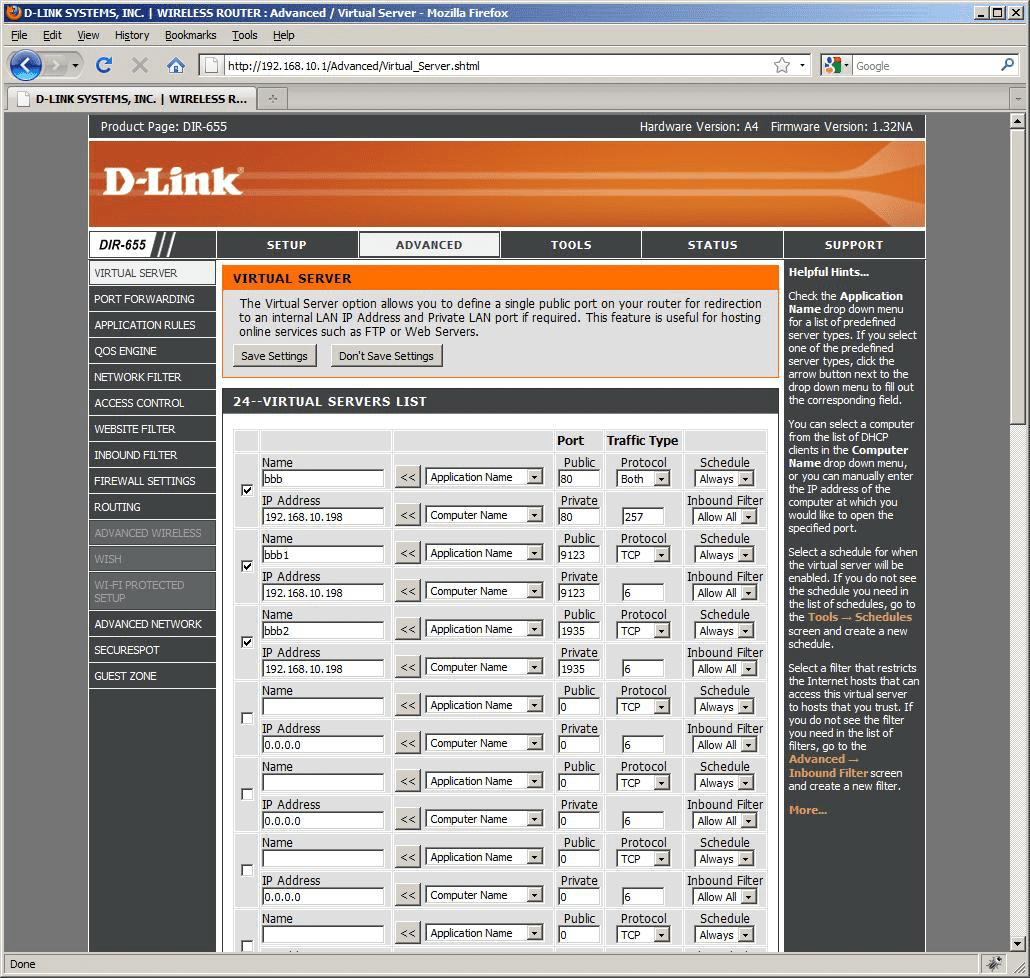 D-LINK SYSTEMS, INC. | WIRELESS ROUTER : Advanced / Virtual Server - Mozilla Firefox
File Edit View History Bookmarks Tools Help
http://192.168.10.1/Advanced/Virtual_Server.shtml
Google
D-LINK SYSTEMS, INC. | WIRELESS R...
Product Page: DIR-655
Hardware Version: A4 Firmware Version: 1.32NA
D-Link®
DIR-655
SETUP
ADVANCED
TOOLS
STATUS
SUPPORT
VIRTUAL SERVER
PORT FORWARDING
APPLICATION RULES
QOS ENGINE
NETWORK FILTER
ACCESS CONTROL
WEBSITE FILTER
INBOUND FILTER
FIREWALL SETTINGS
ROUTING
ADVANCED WIRELESS
WISH
WI-FI PROTECTED
SETUP
ADVANCED NETWORK
SECURESPOT
GUEST ZONE
VIRTUAL SERVER
The Virtual Server option allows you to define a single public port on your router for redirection
to an internal LAN IP Address and Private LAN port if required. This feature is useful for hosting
online services such as FTP or Web Servers.
Save Settings
Don't Save Settings
24--VIRTUAL SERVERS LIST
Port Traffic Type
Name Public Protocol Schedule
bbb << Application Name 80 Both Always
IP Address Private Inbound Filter
192.168.10.198 << Computer Name 80 257 Allow All
Name Public Protocol Schedule
bbb1 << Application Name 9123 TCP Always
IP Address Private Inbound Filter
192.168.10.198 << Computer Name 9123 6 Allow All
Name Public Protocol Schedule
bbb2 << Application Name 1935 TCP Always
IP Address Private Inbound Filter
192.168.10.198 << Computer Name 1935 6 Allow All
Name Public Protocol Schedule
<< Application Name 0 TCP Always
IP Address Private Inbound Filter
0.0.0.0 << Computer Name 0 6 Allow All
Name Public Protocol Schedule
<< Application Name 0 TCP Always
IP Address Private Inbound Filter
0.0.0.0 << Computer Name 0 6 Allow All
Name Public Protocol Schedule
<< Application Name 0 TCP Always
IP Address Private Inbound Filter
0.0.0.0 << Computer Name 0 6 Allow All
Name Public Protocol Schedule
<< Application Name 0 TCP Always
Helpful Hints...
Check the Application
Name drop down menu
for a list of predefined
server types. If you select
one of the predefined
server types, click the
arrow button next to the
drop down menu to fill out
the corresponding field.
You can select a computer
from the list of DHCP
clients in the Computer
Name drop down menu,
or you can manually enter
the IP address of the
computer at which you
would like to open the
specified port.
Select a schedule for when
the virtual server will be
enabled. If you do not see
the schedule you need in
the list of schedules, go to
the Tools → Schedules
screen and create a new
schedule.
Select a filter that restricts
the Internet hosts that can
access this virtual server
to hosts that you trust. If
you do not see the filter
you need in the list of
filters, go to the
Advanced →
Inbound Filter screen
and create a new filter.
More...
Done